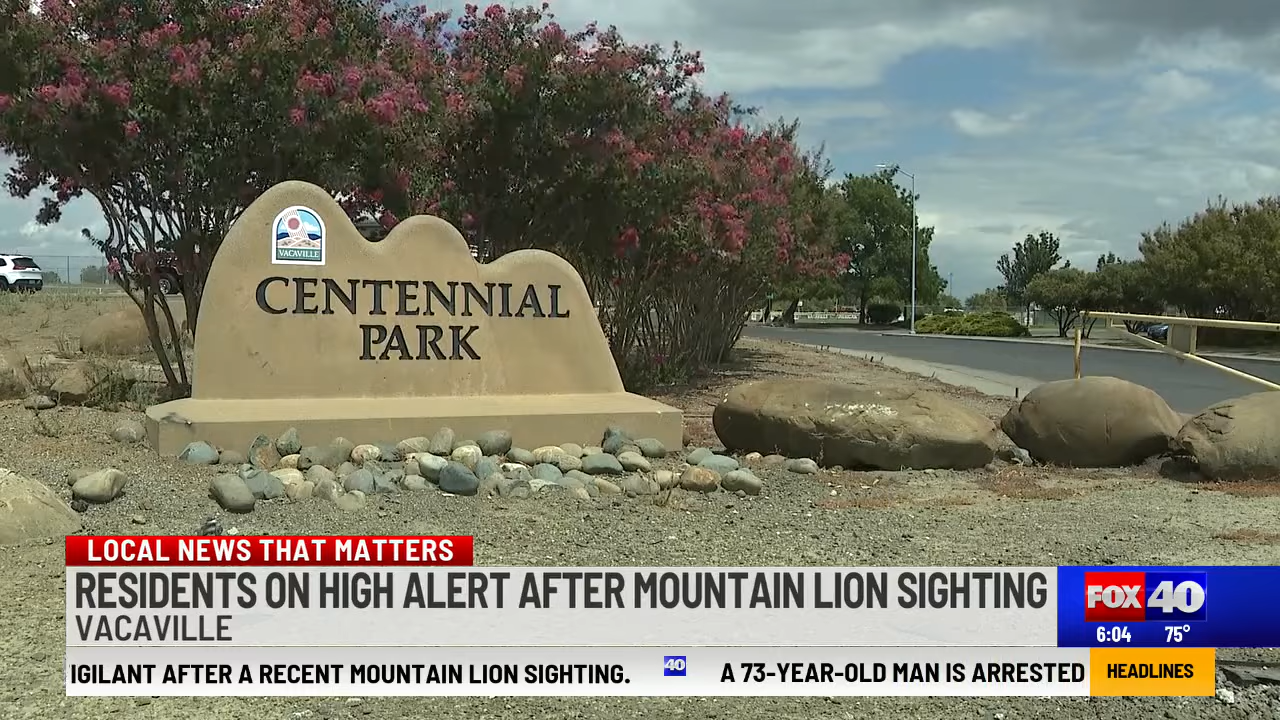 VACAVILLE
CENTENNIAL
PARK
LOCAL NEWS THAT MATTERS
RESIDENTS ON HIGH ALERT AFTER MOUNTAIN LION SIGHTING
VACAVILLE
FOX 40
6:04 75°
IGILANT AFTER A RECENT MOUNTAIN LION SIGHTING. 40 A 73-YEAR-OLD MAN IS ARRESTED
HEADLINES